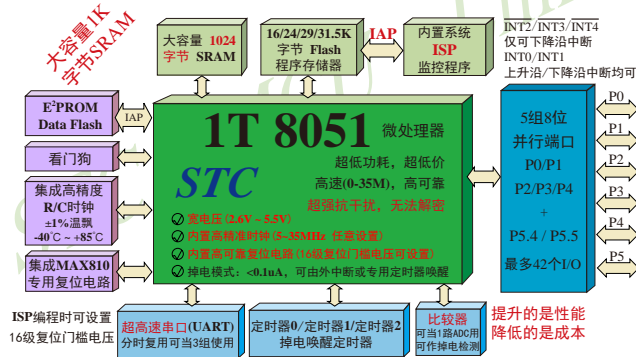 大容量1K
字节SRAM
大容量 1024
字节 SRAM
16/24/29/31.5K
字节 Flash
程序存储器
IAP
内置系统
ISP
监控程序
INT2/INT3/INT4
仅可下降沿中断
INT0/INT1
上升沿/下降沿中断均可
E²PROM
Data Flash
IAP
看门狗
集成高精度
R/C时钟
±1%温飘
-40℃ ~ +85℃
集成MAX810
专用复位电路
1T 8051 微处理器
STC
超低功耗，超低价
高速(0-35M)，高可靠
超强抗干扰，无法解密
宽电压(2.6V ~ 5.5V)
内置高精准时钟(5~35MHz 任意设置)
内置高可靠复位电路(16级复位门槛电压可设置)
掉电模式：<0.1uA，可由外中断或专用定时器唤醒
5组8位
并行端口
P0/P1
P2/P3/P4
+
P5.4 / P5.5
最多42个I/O
P0
P1
P2
P3
P4
P5
ISP编程时可设置
16级复位门槛电压
超高速串口(UART)
分时复用可当3组使用
定时器0/定时器1/定时器2
掉电唤醒定时器
比较器
可当1路ADC用
可作掉电检测
提升的是性能
降低的是成本